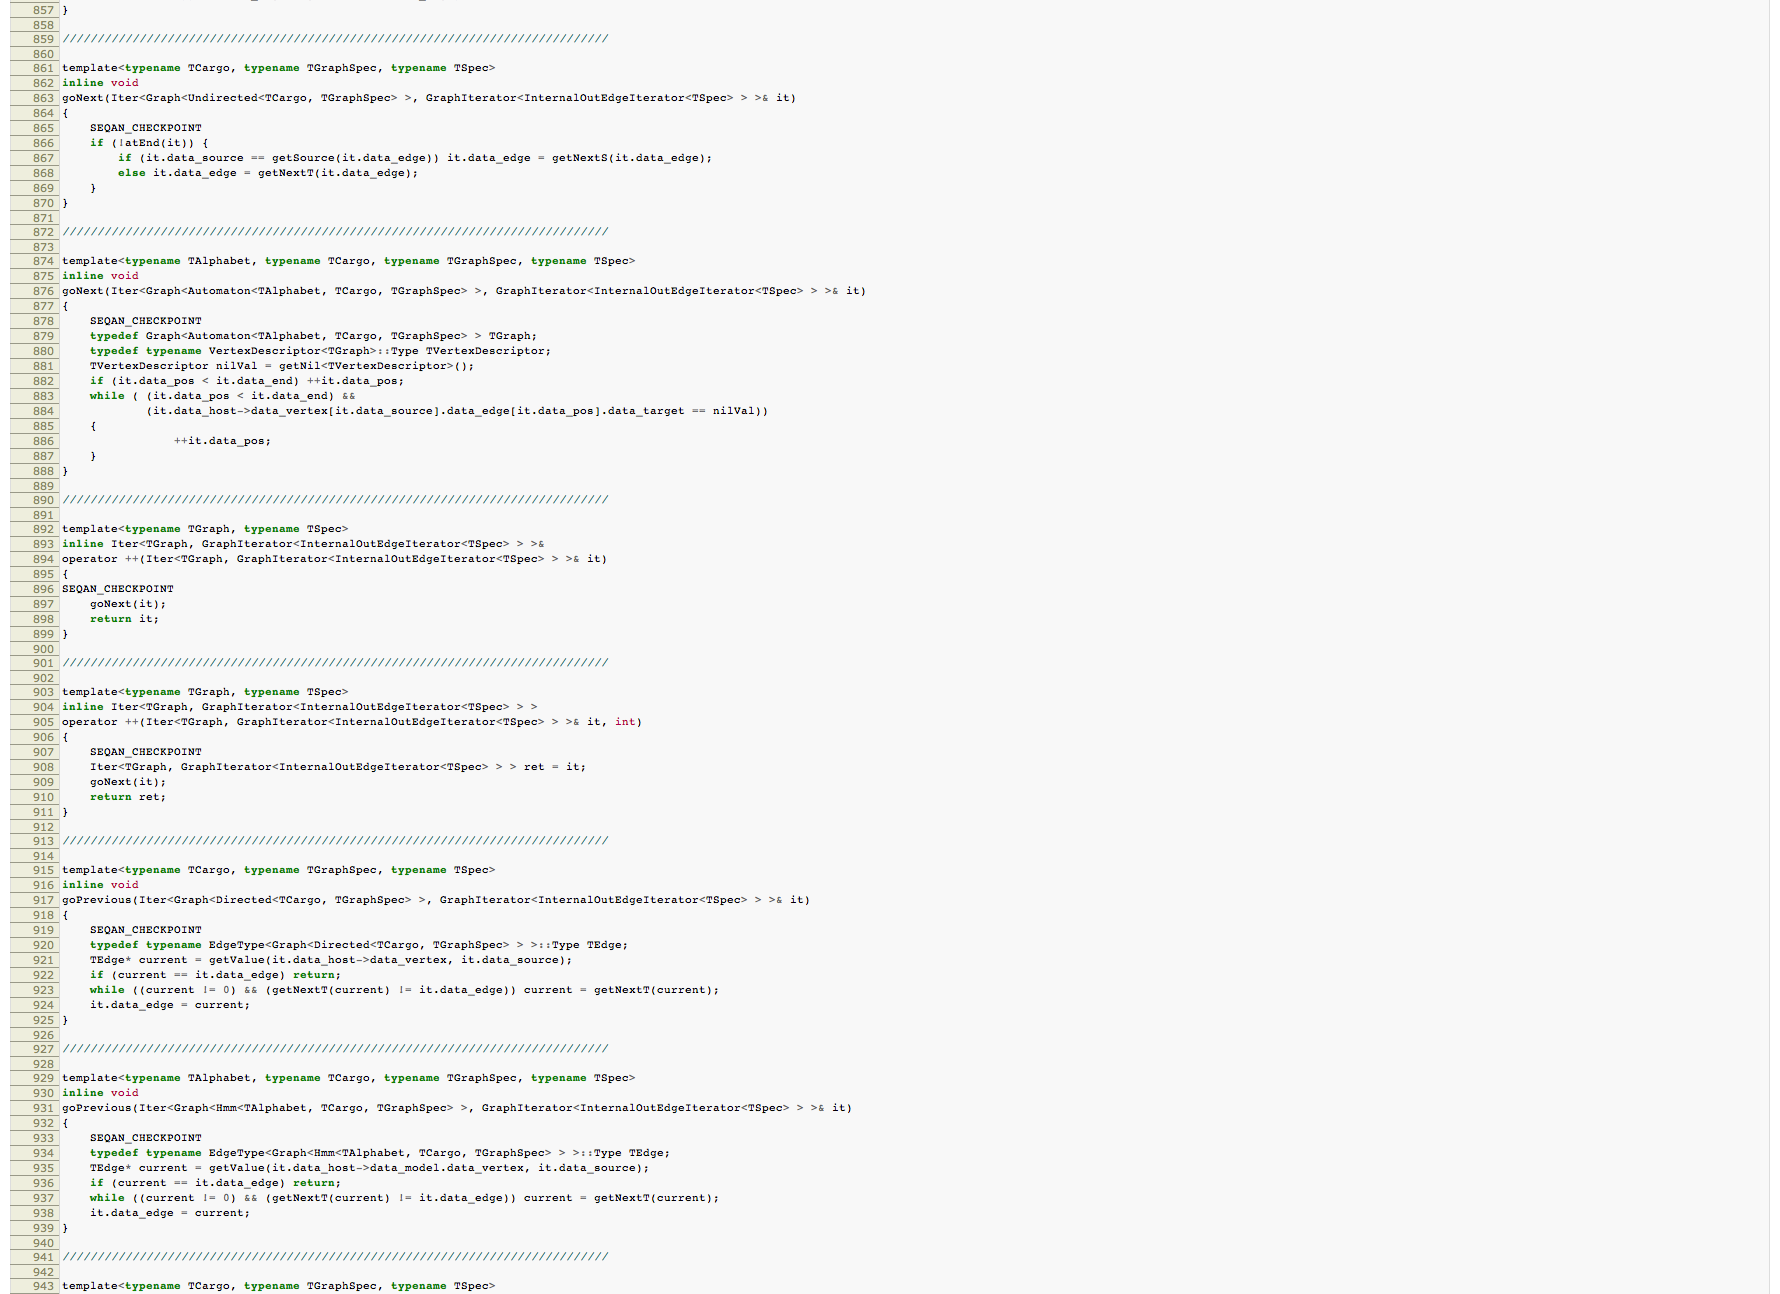 857 }
858
859 //////////////////////////////////////////////////////////////////////////////
860
861 template<typename TCargo, typename TGraphSpec, typename TSpec>
862 inline void
863 goNext(Iter<Graph<Undirected<TCargo, TGraphSpec> >, GraphIterator<InternalOutEdgeIterator<TSpec> > >& it)
864 {
865     SEQAN_CHECKPOINT
866     if (!atEnd(it)) {
867         if (it.data_source == getSource(it.data_edge)) it.data_edge = getNextS(it.data_edge);
868         else it.data_edge = getNextT(it.data_edge);
869     }
870 }
871
872 //////////////////////////////////////////////////////////////////////////////
873
874 template<typename TAlphabet, typename TCargo, typename TGraphSpec, typename TSpec>
875 inline void
876 goNext(Iter<Graph<Automaton<TAlphabet, TCargo, TGraphSpec> >, GraphIterator<InternalOutEdgeIterator<TSpec> > >& it)
877 {
878     SEQAN_CHECKPOINT
879     typedef Graph<Automaton<TAlphabet, TCargo, TGraphSpec> > TGraph;
880     typedef typename VertexDescriptor<TGraph>::Type TVertexDescriptor;
881     TVertexDescriptor nilVal = getNil<TVertexDescriptor>();
882     if (it.data_pos < it.data_end) ++it.data_pos;
883     while ( (it.data_pos < it.data_end) &&
884             (it.data_host->data_vertex[it.data_source].data_edge[it.data_pos].data_target == nilVal))
885     {
886                 ++it.data_pos;
887     }
888 }
889
890 //////////////////////////////////////////////////////////////////////////////
891
892 template<typename TGraph, typename TSpec>
893 inline Iter<TGraph, GraphIterator<InternalOutEdgeIterator<TSpec> > >&
894 operator ++(Iter<TGraph, GraphIterator<InternalOutEdgeIterator<TSpec> > >& it)
895 {
896 SEQAN_CHECKPOINT
897     goNext(it);
898     return it;
899 }
900
901 //////////////////////////////////////////////////////////////////////////////
902
903 template<typename TGraph, typename TSpec>
904 inline Iter<TGraph, GraphIterator<InternalOutEdgeIterator<TSpec> > >
905 operator ++(Iter<TGraph, GraphIterator<InternalOutEdgeIterator<TSpec> > >& it, int)
906 {
907     SEQAN_CHECKPOINT
908     Iter<TGraph, GraphIterator<InternalOutEdgeIterator<TSpec> > > ret = it;
909     goNext(it);
910     return ret;
911 }
912
913 //////////////////////////////////////////////////////////////////////////////
914
915 template<typename TCargo, typename TGraphSpec, typename TSpec>
916 inline void
917 goPrevious(Iter<Graph<Directed<TCargo, TGraphSpec> >, GraphIterator<InternalOutEdgeIterator<TSpec> > >& it)
918 {
919     SEQAN_CHECKPOINT
920     typedef typename EdgeType<Graph<Directed<TCargo, TGraphSpec> > >::Type TEdge;
921     TEdge* current = getValue(it.data_host->data_vertex, it.data_source);
922     if (current == it.data_edge) return;
923     while ((current != 0) && (getNextT(current) != it.data_edge)) current = getNextT(current);
924     it.data_edge = current;
925 }
926
927 //////////////////////////////////////////////////////////////////////////////
928
929 template<typename TAlphabet, typename TCargo, typename TGraphSpec, typename TSpec>
930 inline void
931 goPrevious(Iter<Graph<Hmm<TAlphabet, TCargo, TGraphSpec> >, GraphIterator<InternalOutEdgeIterator<TSpec> > >& it)
932 {
933     SEQAN_CHECKPOINT
934     typedef typename EdgeType<Graph<Hmm<TAlphabet, TCargo, TGraphSpec> > >::Type TEdge;
935     TEdge* current = getValue(it.data_host->data_model.data_vertex, it.data_source);
936     if (current == it.data_edge) return;
937     while ((current != 0) && (getNextT(current) != it.data_edge)) current = getNextT(current);
938     it.data_edge = current;
939 }
940
941 //////////////////////////////////////////////////////////////////////////////
942
943 template<typename TCargo, typename TGraphSpec, typename TSpec>